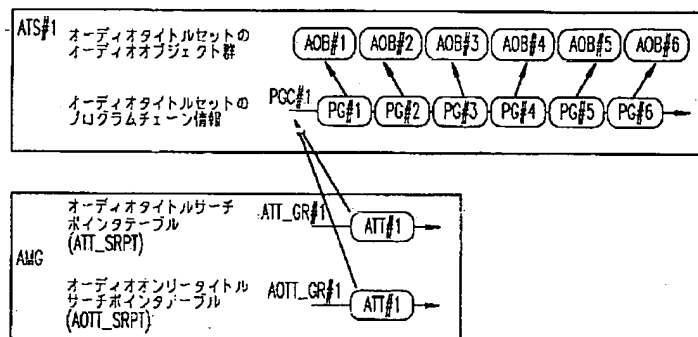 ATS#1
オーディオタイトルセットの
オーディオオブジェクト群
AOB#1 AOB#2 AOB#3 AOB#4 AOB#5 AOB#6
オーディオタイトルセットの
プログラムチェーン情報
PGC#1
PG#1 PG#2 PG#3 PG#4 PG#5 PG#6
AMG
オーディオタイトルサーチ
ポインタテーブル
(ATT_SRPT)
ATT_GR#1
ATT#1
オーディオオンリータイトル
サーチポインタテーブル
(AOTT_SRPT)
AOTT_GR#1
ATT#1